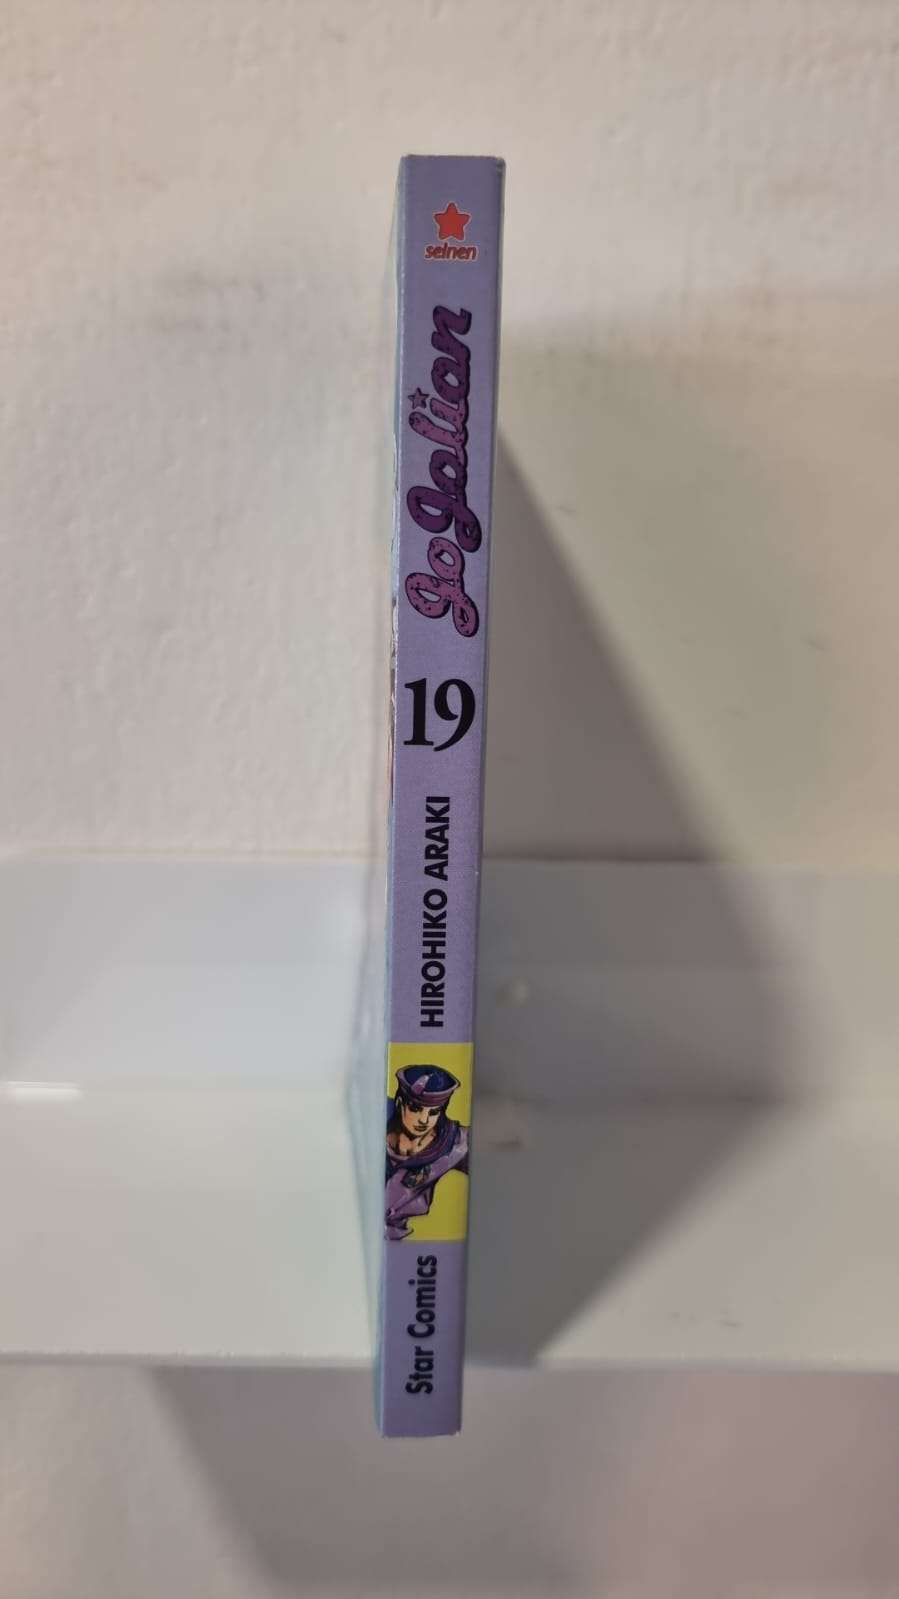 seinen
JoJolion
19
HIROHIKO ARAKI
Star Comics